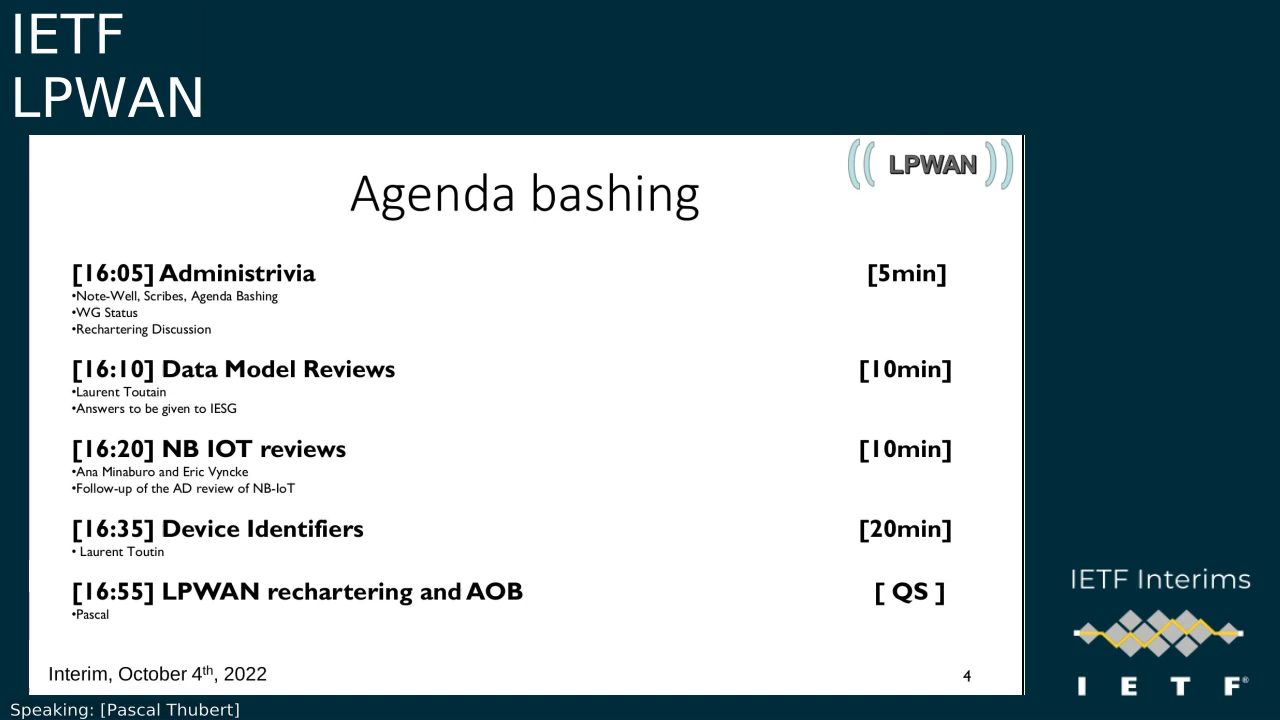 IETF
LPWAN
LPWAN
Agenda bashing
[16:05] Administrivia [5min]
•Note-Well, Scribes, Agenda Bashing
•WG Status
•Rechartering Discussion
[16:10] Data Model Reviews [10min]
•Laurent Toutain
•Answers to be given to IESG
[16:20] NB IOT reviews [10min]
•Ana Minaburo and Eric Vyncke
•Follow-up of the AD review of NB-IoT
[16:35] Device Identifiers [20min]
• Laurent Toutin
[16:55] LPWAN rechartering and AOB [ QS ]
•Pascal
Interim, October 4th, 2022 4
IETF Interims
I E T F®
Speaking: [Pascal Thubert]